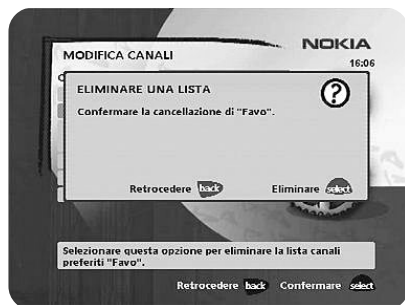 NOKIA
MODIFICA CANALI
16:06
ELIMINARE UNA LISTA
?
Confermare la cancellazione di "Favo".
Retrocedere back Eliminare select
Selezionare questa opzione per eliminare la lista canali
preferiti "Favo".
Retrocedere back Confermare select